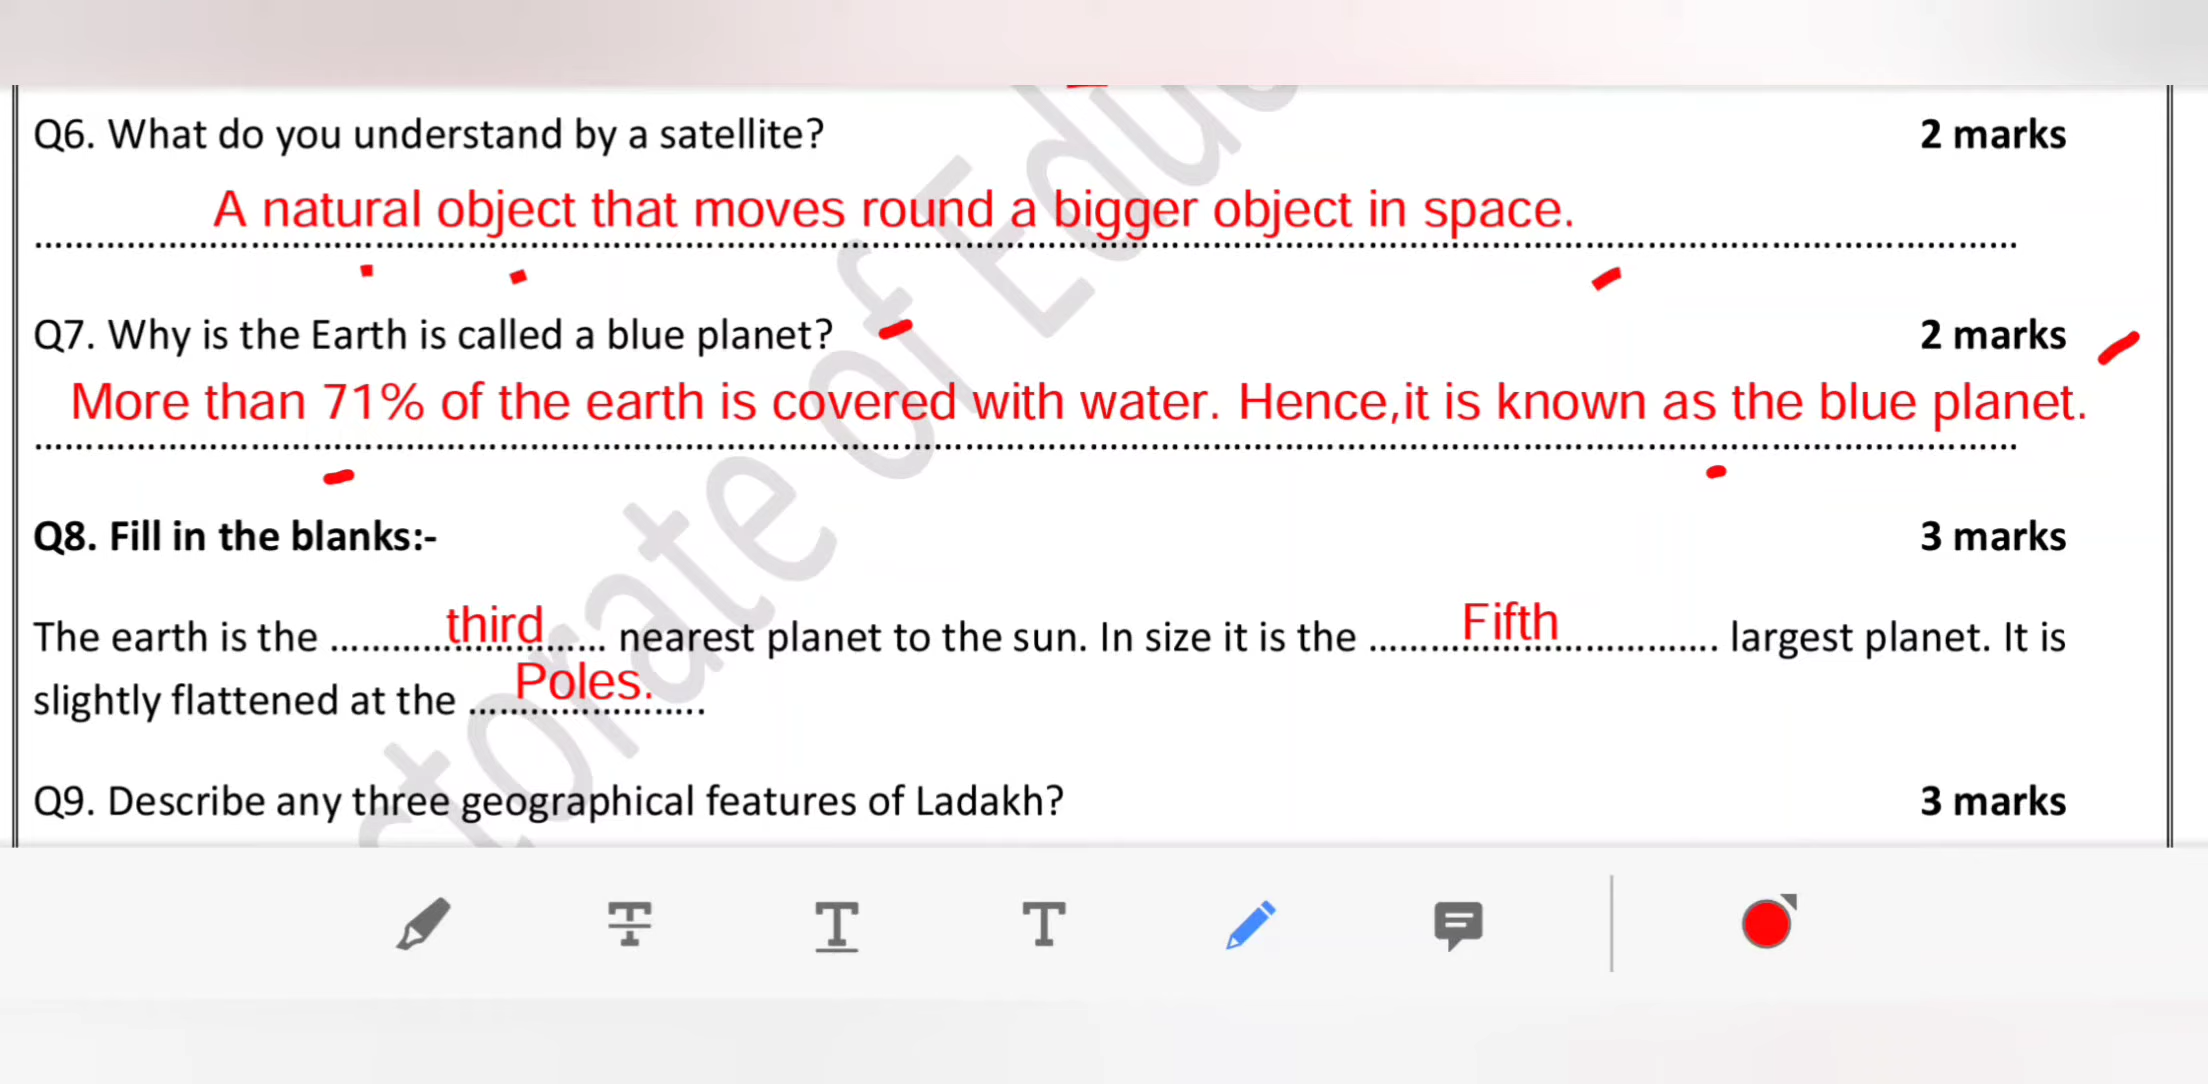 Q6. What do you understand by a satellite? 2 marks
A natural object that moves round a bigger object in space.
Q7. Why is the Earth is called a blue planet? 2 marks
More than 71% of the earth is covered with water. Hence,it is known as the blue planet.
Q8. Fill in the blanks:- 3 marks
The earth is the ..........third.......... nearest planet to the sun. In size it is the ..........Fifth.......... largest planet. It is
slightly flattened at the ..........Poles...........
Q9. Describe any three geographical features of Ladakh? 3 marks
storate of Edu